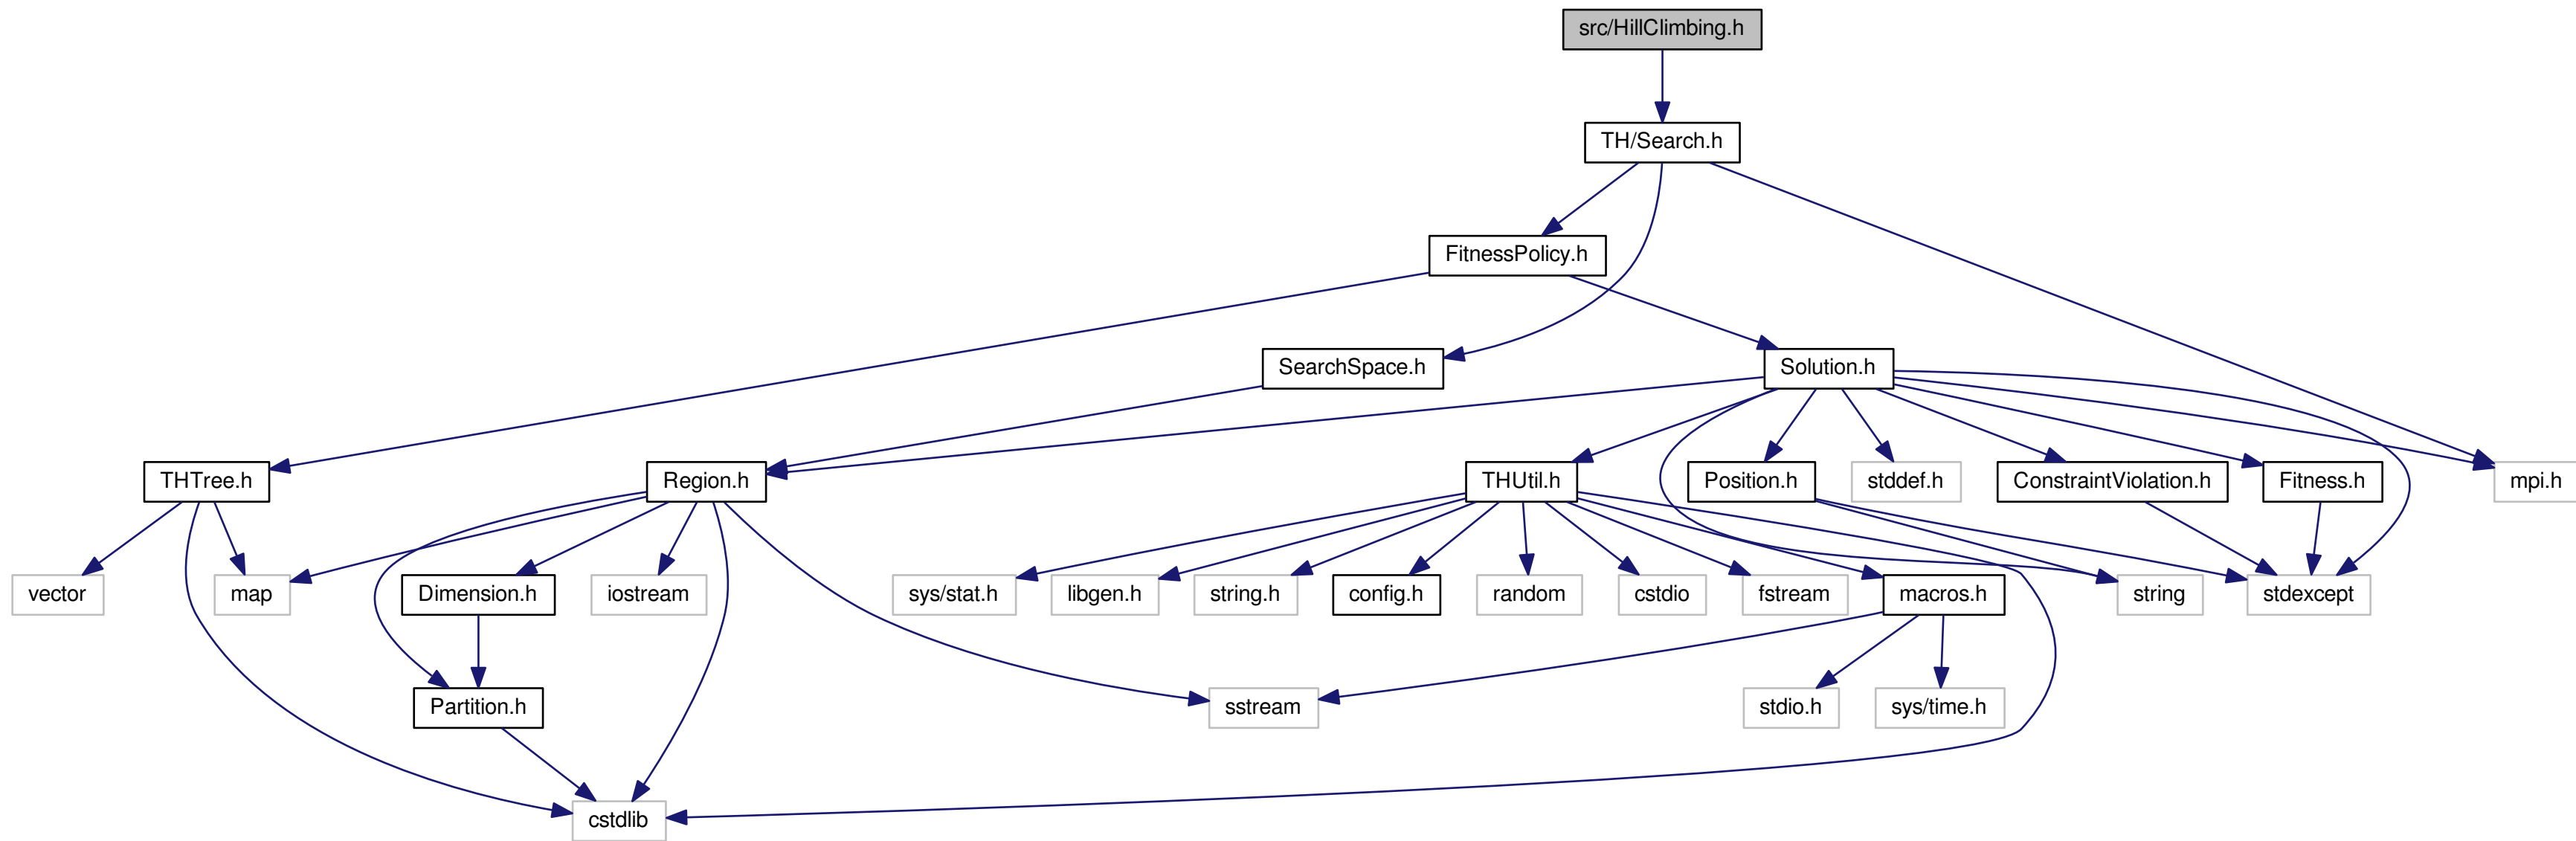 src/HillClimbing.h
TH/Search.h
FitnessPolicy.h
SearchSpace.h
Solution.h
THTree.h
Region.h
THUtil.h
Position.h
stddef.h
ConstraintViolation.h
Fitness.h
mpi.h
vector
map
Dimension.h
iostream
sys/stat.h
libgen.h
string.h
config.h
random
cstdio
fstream
macros.h
string
stdexcept
Partition.h
sstream
stdio.h
sys/time.h
cstdlib